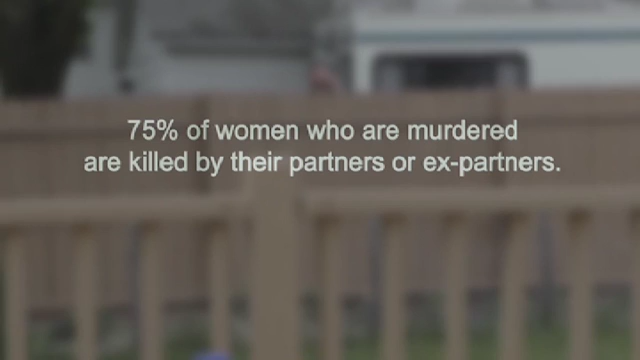 75% of women who are murdered
are killed by their partners or ex-partners.